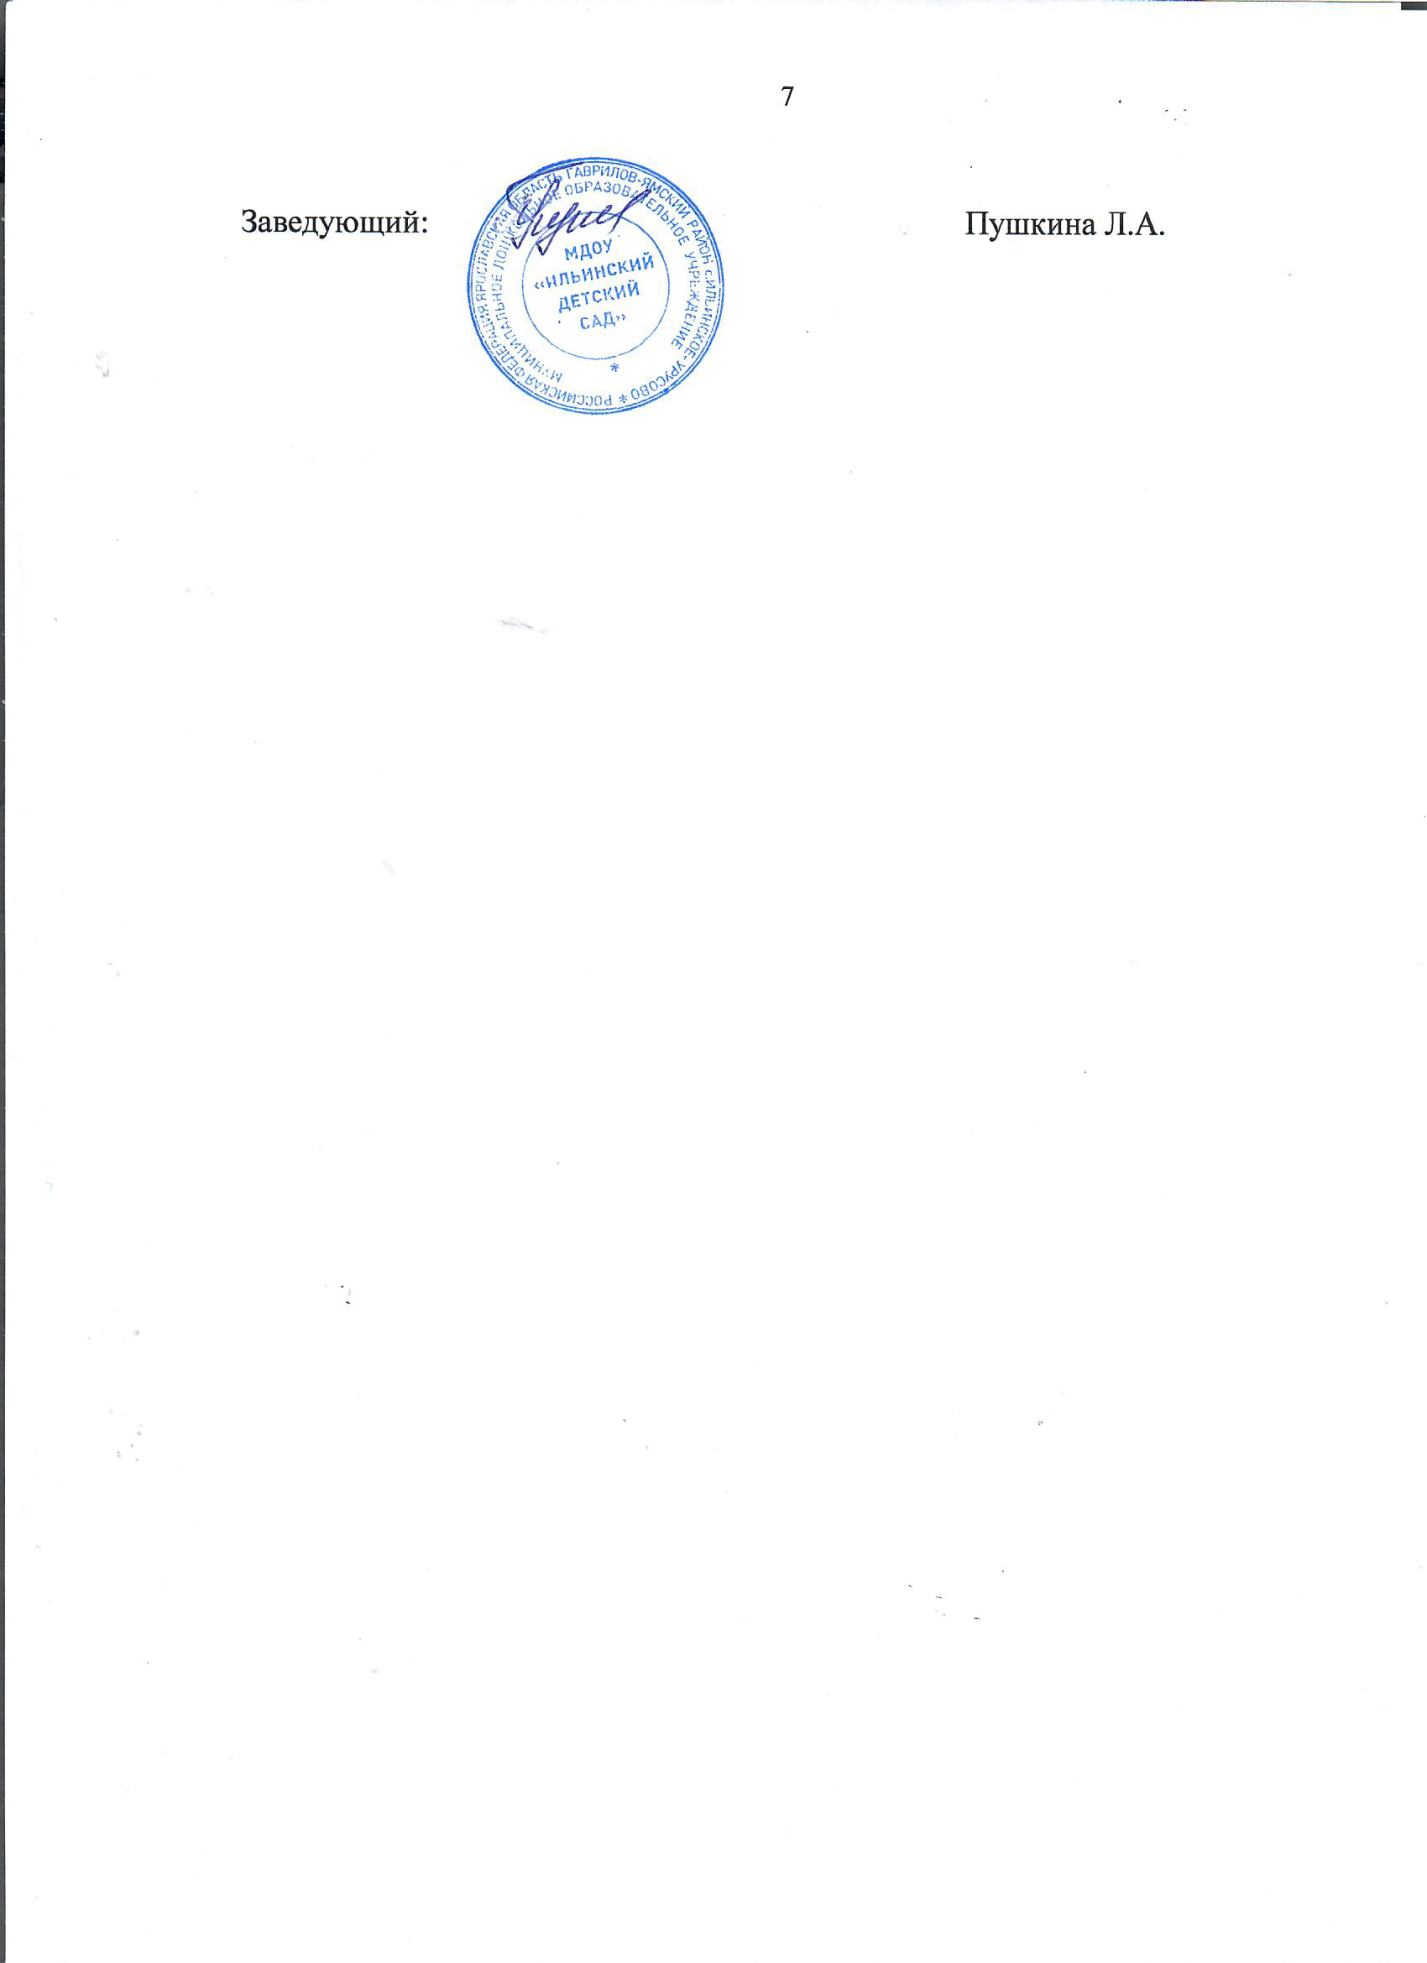 7
Заведующий:
Пушкина Л.А.
РОССИЙСКАЯ ФЕДЕРАЦИЯ ЯРОСЛАВСКАЯ ОБЛАСТЬ ГАВРИЛОВ-ЯМСКИЙ РАЙОН с.ИЛЬИНСКОЕ-УРУСОВО *
МУНИЦИПАЛЬНОЕ ДОШКОЛЬНОЕ ОБРАЗОВАТЕЛЬНОЕ УЧРЕЖДЕНИЕ *
МДОУ
«ИЛЬИНСКИЙ
ДЕТСКИЙ
САД»